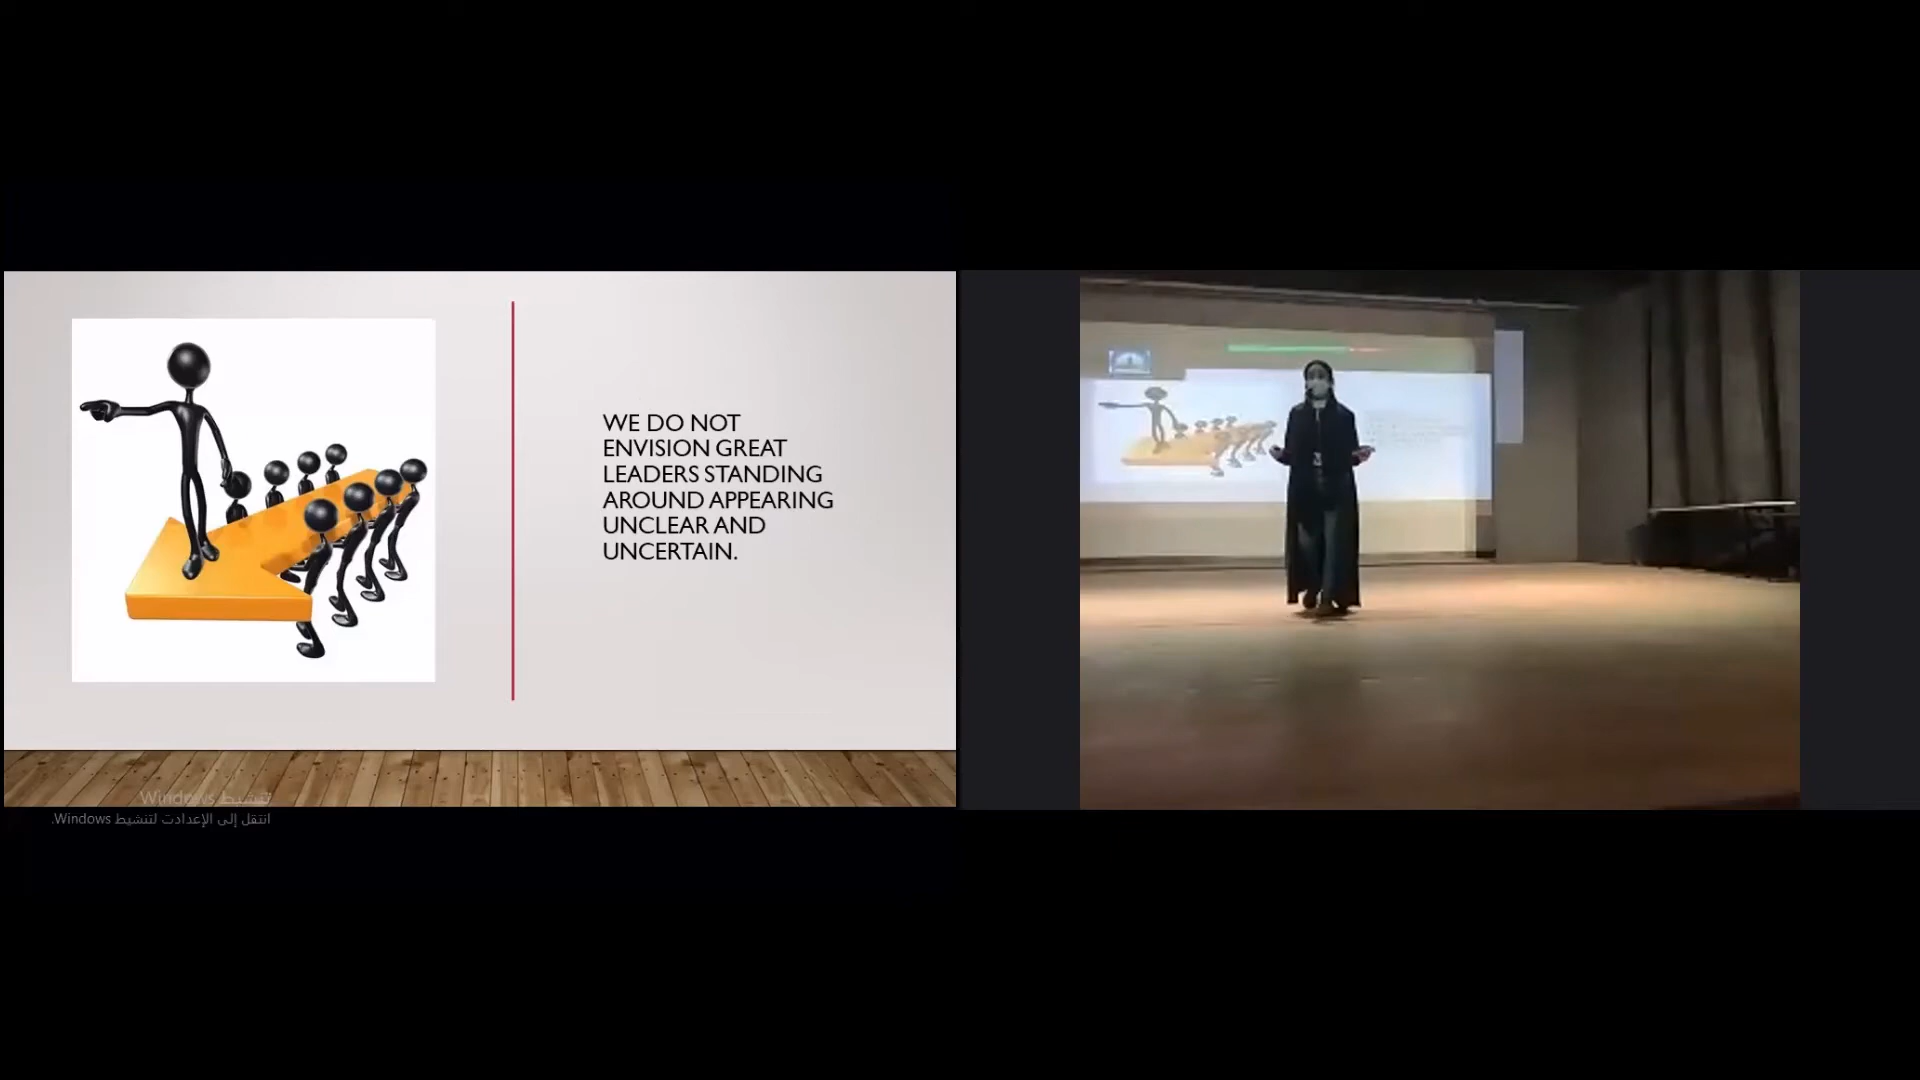 WE DO NOT
ENVISION GREAT
LEADERS STANDING
AROUND APPEARING
UNCLEAR AND
UNCERTAIN.
تنشيط Windows
انتقل إلى الإعدادات لتنشيط Windows.